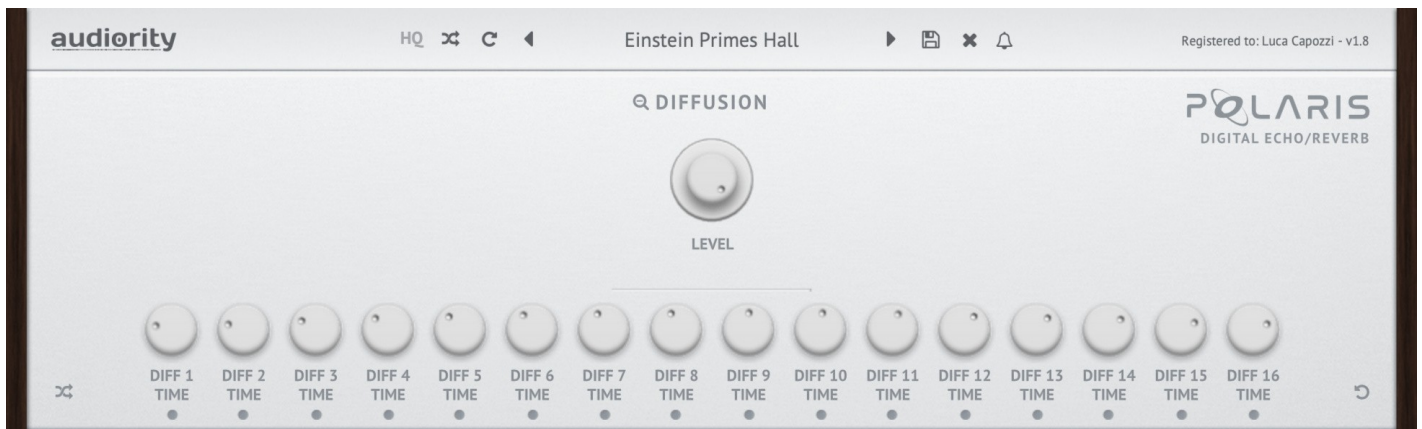 audiority
HQ
Einstein Primes Hall
Registered to: Luca Capozzi - v1.8
DIFFUSION
POLARIS
DIGITAL ECHO/REVERB
LEVEL
DIFF 1 TIME
DIFF 2 TIME
DIFF 3 TIME
DIFF 4 TIME
DIFF 5 TIME
DIFF 6 TIME
DIFF 7 TIME
DIFF 8 TIME
DIFF 9 TIME
DIFF 10 TIME
DIFF 11 TIME
DIFF 12 TIME
DIFF 13 TIME
DIFF 14 TIME
DIFF 15 TIME
DIFF 16 TIME